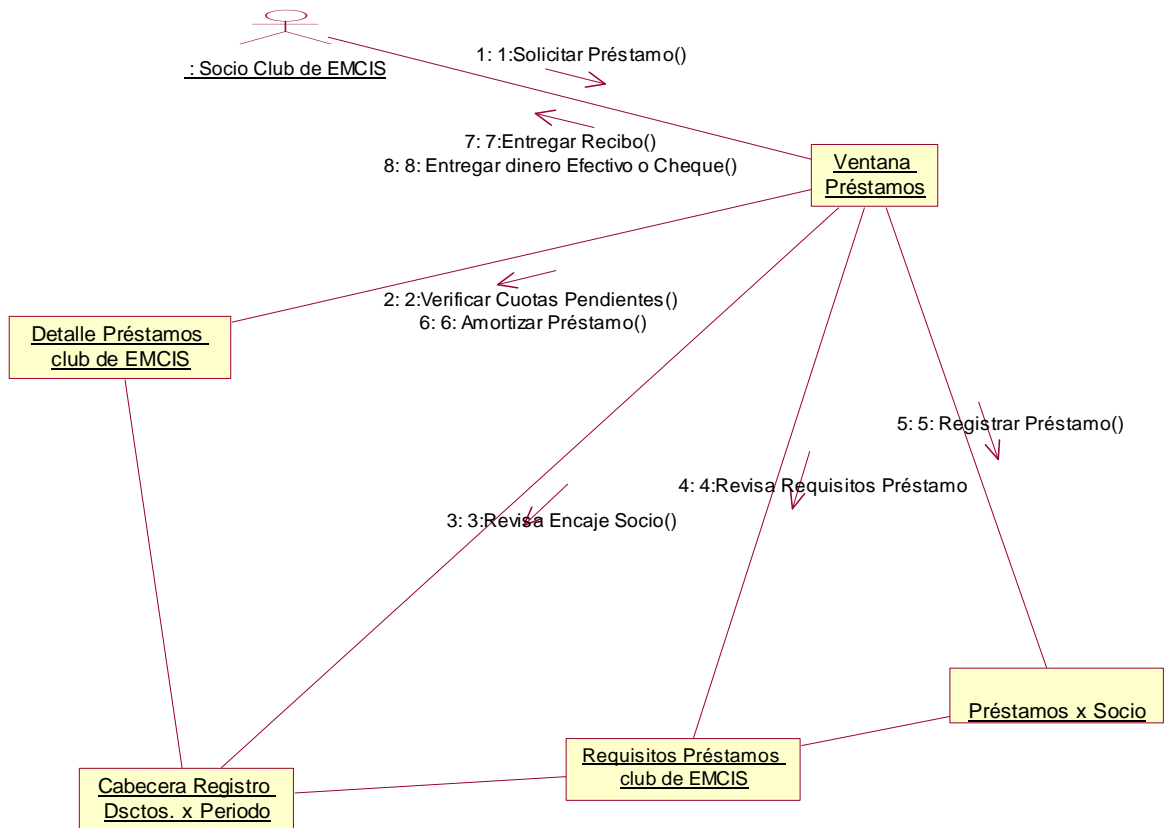 1: 1:Solicitar Préstamo()
: Socio Club de EMCIS
7: 7:Entregar Recibo()
8: 8: Entregar dinero Efectivo o Cheque()
Ventana
Préstamos
2: 2:Verificar Cuotas Pendientes()
6: 6: Amortizar Préstamo()
Detalle Préstamos
club de EMCIS
5: 5: Registrar Préstamo()
4: 4:Revisa Requisitos Préstamo
3: 3:Revisa Encaje Socio()
Préstamos x Socio
Requisitos Préstamos
club de EMCIS
Cabecera Registro
Dsctos. x Periodo